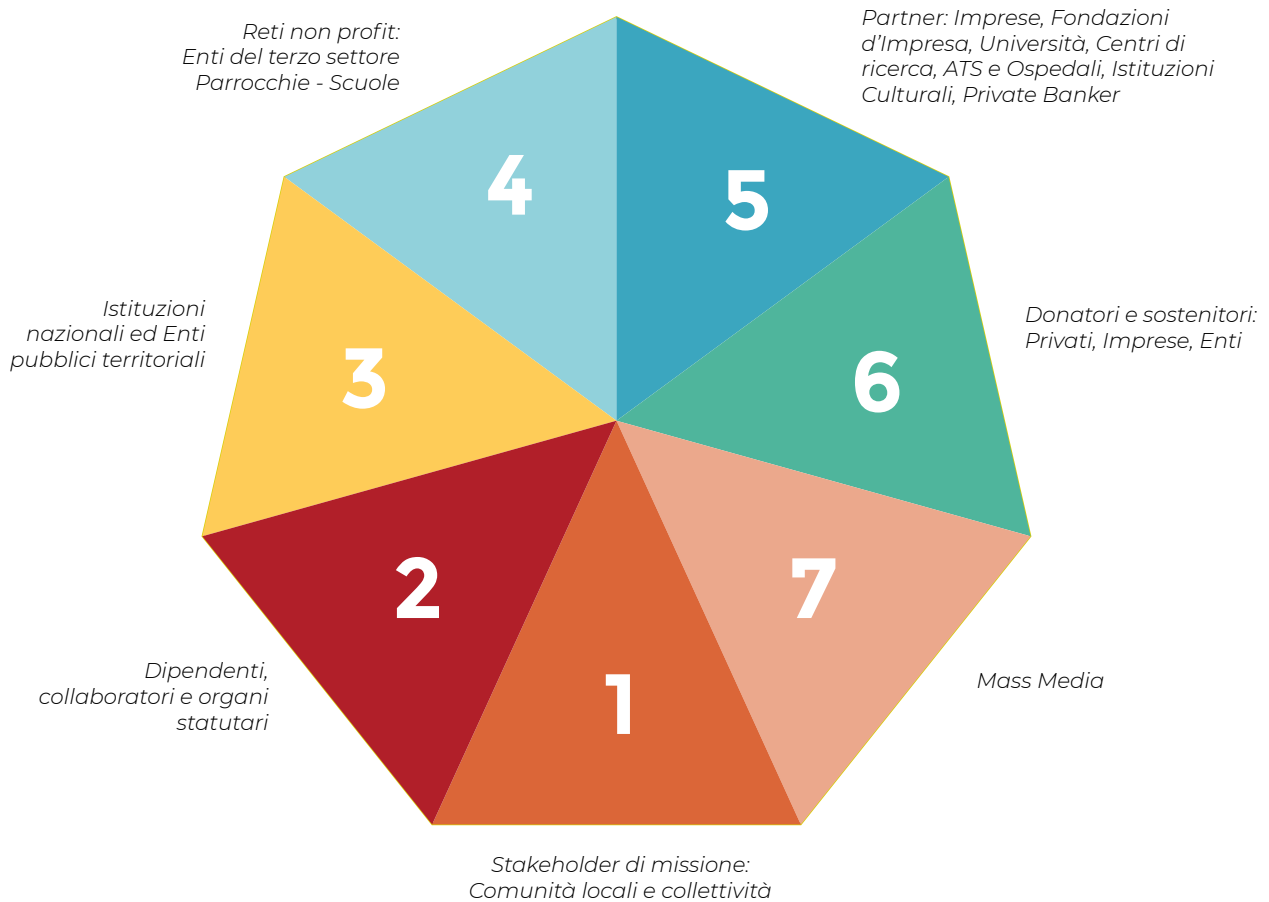 Reti non profit:
Enti del terzo settore
Parrocchie - Scuole
Partner: Imprese, Fondazioni
d'Impresa, Università, Centri di
ricerca, ATS e Ospedali, Istituzioni
Culturali, Private Banker
4
5
Istituzioni
nazionali ed Enti
pubblici territoriali
3
6
Donatori e sostenitori:
Privati, Imprese, Enti
2
7
Dipendenti,
collaboratori e organi
statutari
1
Mass Media
Stakeholder di missione:
Comunità locali e collettività